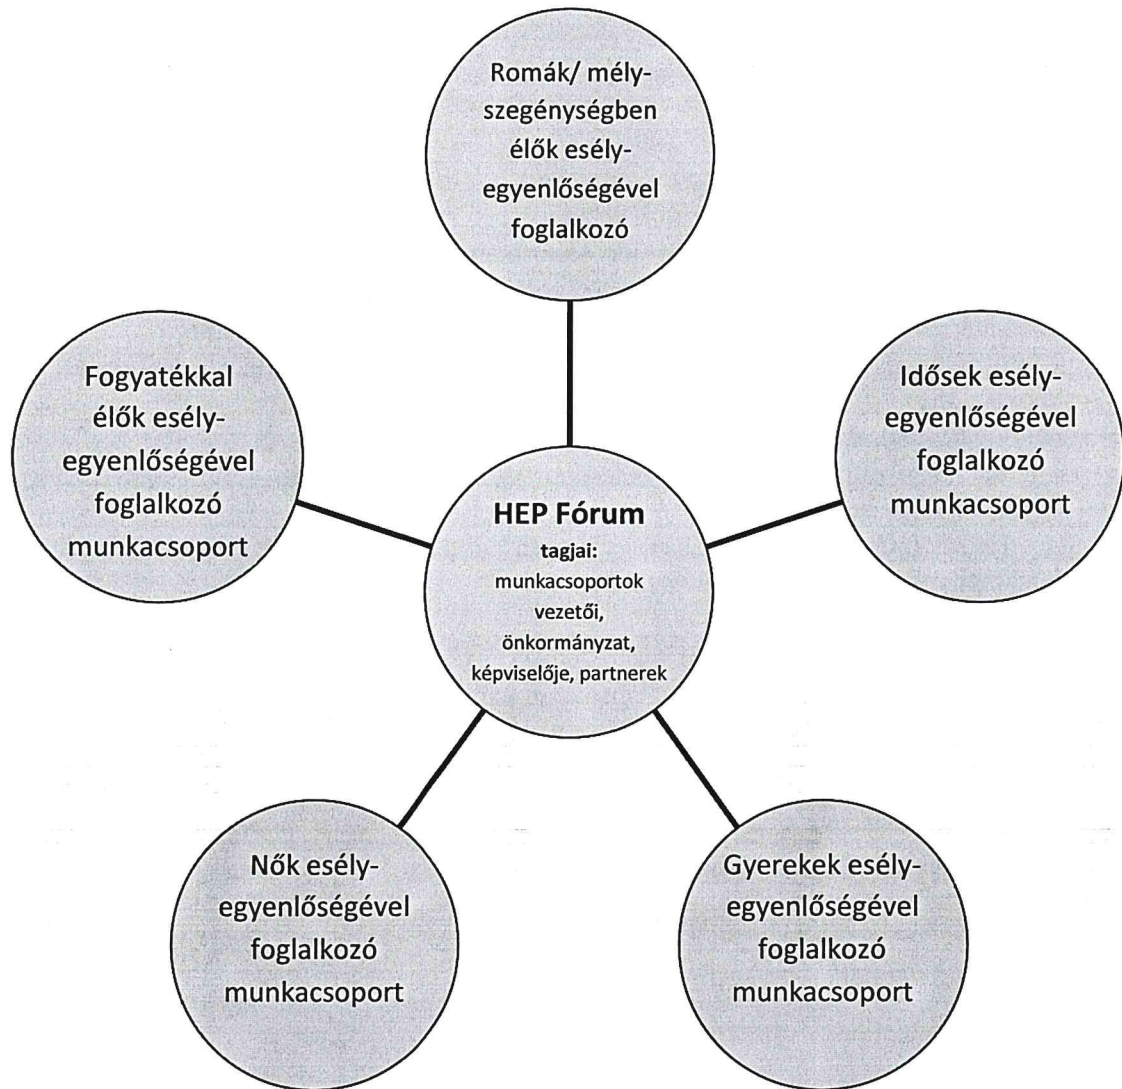 Romák/ mély-
szegénységben
élők esély-
egyenlőségével
foglalkozó
Fogyatékkal
élők esély-
egyenlőségével
foglalkozó
munkacsoport
Idősek esély-
egyenlőségével
foglalkozó
munkacsoport
HEP Fórum
tagjai:
munkacsoportok
vezetői,
önkormányzat,
képviselője, partnerek
Nők esély-
egyenlőségével
foglalkozó
munkacsoport
Gyerekek esély-
egyenlőségével
foglalkozó
munkacsoport